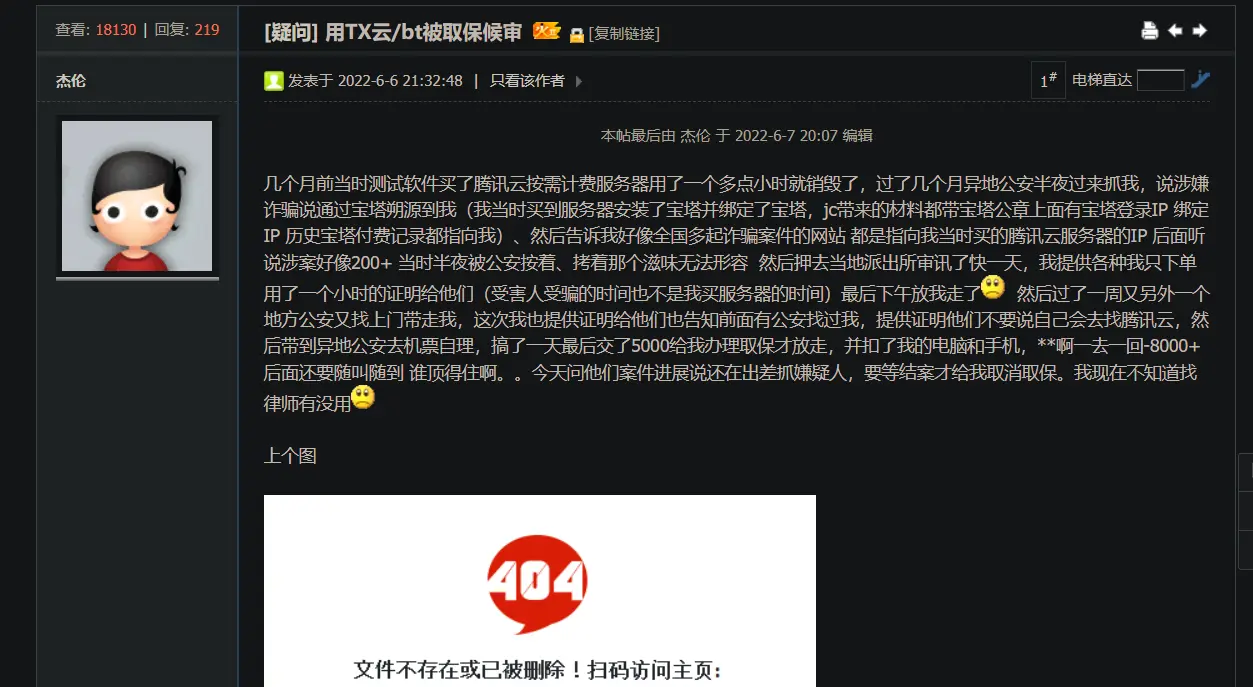 查看: 18130 | 回复: 219
[疑问] 用TX云/bt被取保候审 [复制链接]
杰伦
发表于 2022-6-6 21:32:48 | 只看该作者
1# 电梯直达
本帖最后由 杰伦 于 2022-6-7 20:07 编辑
几个月前当时测试软件买了腾讯云按需计费服务器用了一个多点小时就销毁了，过了几个月异地公安半夜过来抓我，说涉嫌
诈骗说通过宝塔朔源到我（我当时买到服务器安装了宝塔并绑定了宝塔，jc带来的材料都带宝塔公章上面有宝塔登录IP 绑定
IP 历史宝塔付费记录都指向我）、然后告诉我好像全国多起诈骗案件的网站 都是指向我当时买的腾讯云服务器的IP 后面听
说涉案好像200+ 当时半夜被公安按着、拷着那个滋味无法形容 然后押去当地派出所审讯了快一天，我提供各种我只下单
用了一个小时的证明给他们（受害人受骗的时间也不是我买服务器的时间）最后下午放我走了 然后过了一周又另外一个
地方公安又找上门带走我，这次我也提供证明给他们也告知前面有公安找过我，提供证明他们不要说自己会去找腾讯云，然
后带到异地公安去机票自理，搞了一天最后交了5000给我办理取保才放走，并扣了我的电脑和手机，**啊一去一回-8000+
后面还要随叫随到 谁顶得住啊。。今天问他们案件进展说还在出差抓嫌疑人，要等结案才给我取消取保。我现在不知道找
律师有没用
上个图
404
文件不存在或已被删除！扫码访问主页：